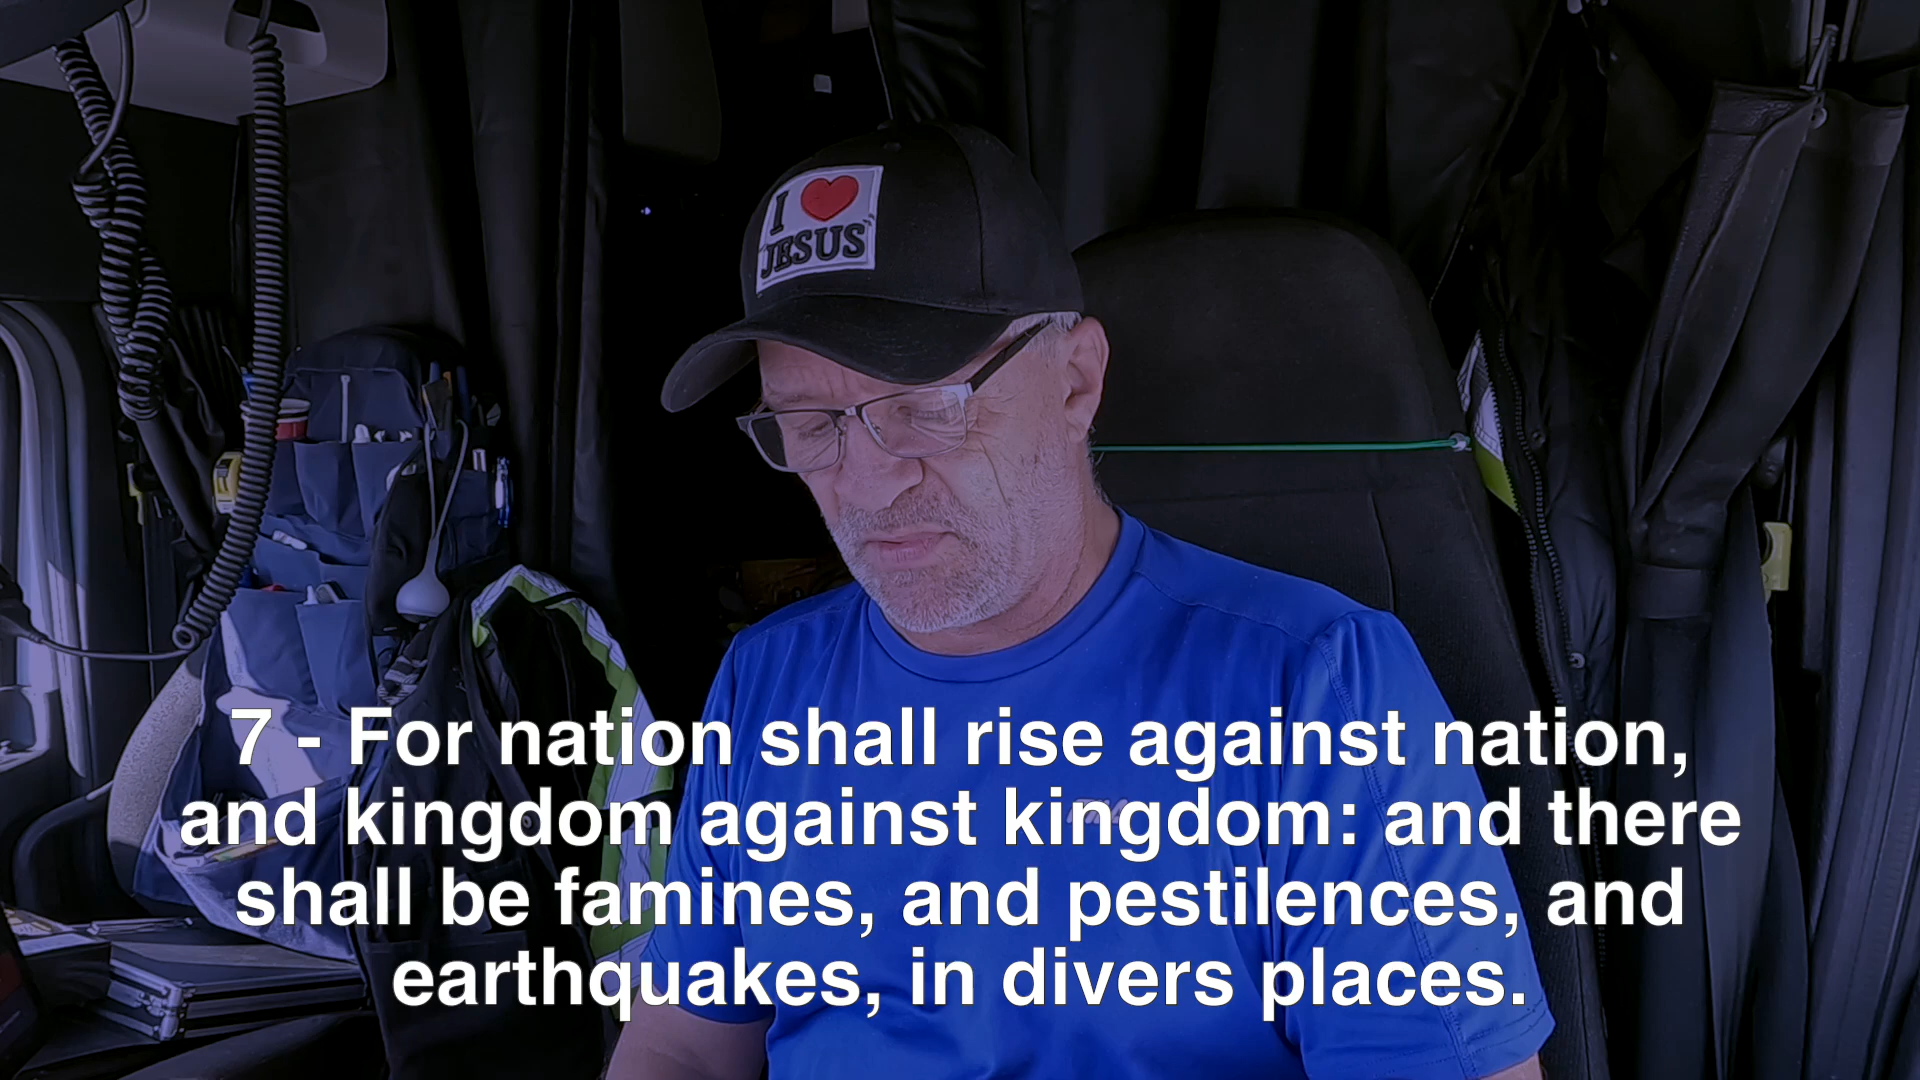 I ❤ JESUS
7 - For nation shall rise against nation,
and kingdom against kingdom: and there
shall be famines, and pestilences, and
earthquakes, in divers places.